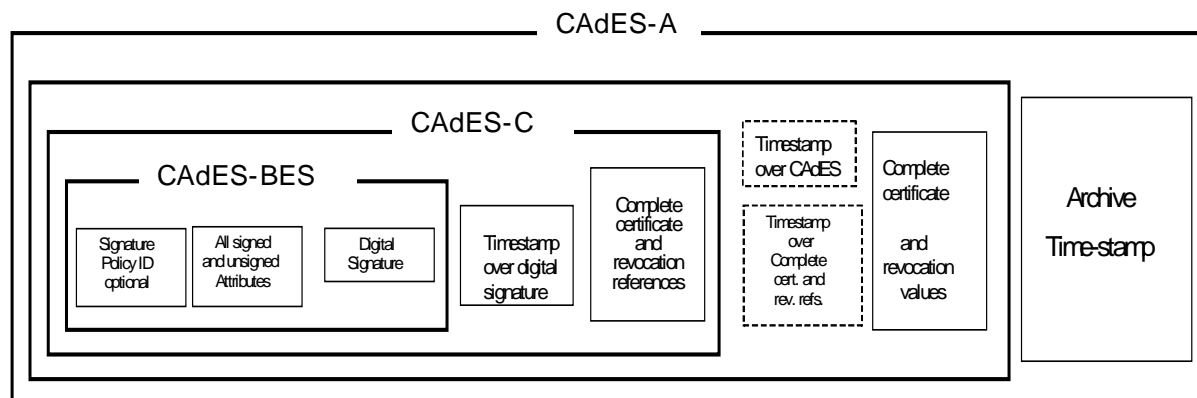 CAdES-A
CAdES-C
CAdES-BES
Signature
Policy ID
optional
All signed
and unsigned
Attributes
Digital
Signature
Timestamp
over digital
signature
Complete
certificate
and
revocation
references
Timestamp
over CAdES
Timestamp
over
Complete
cert. and
rev. refs.
Complete
certificate
and
revocation
values
Archive
Time-stamp